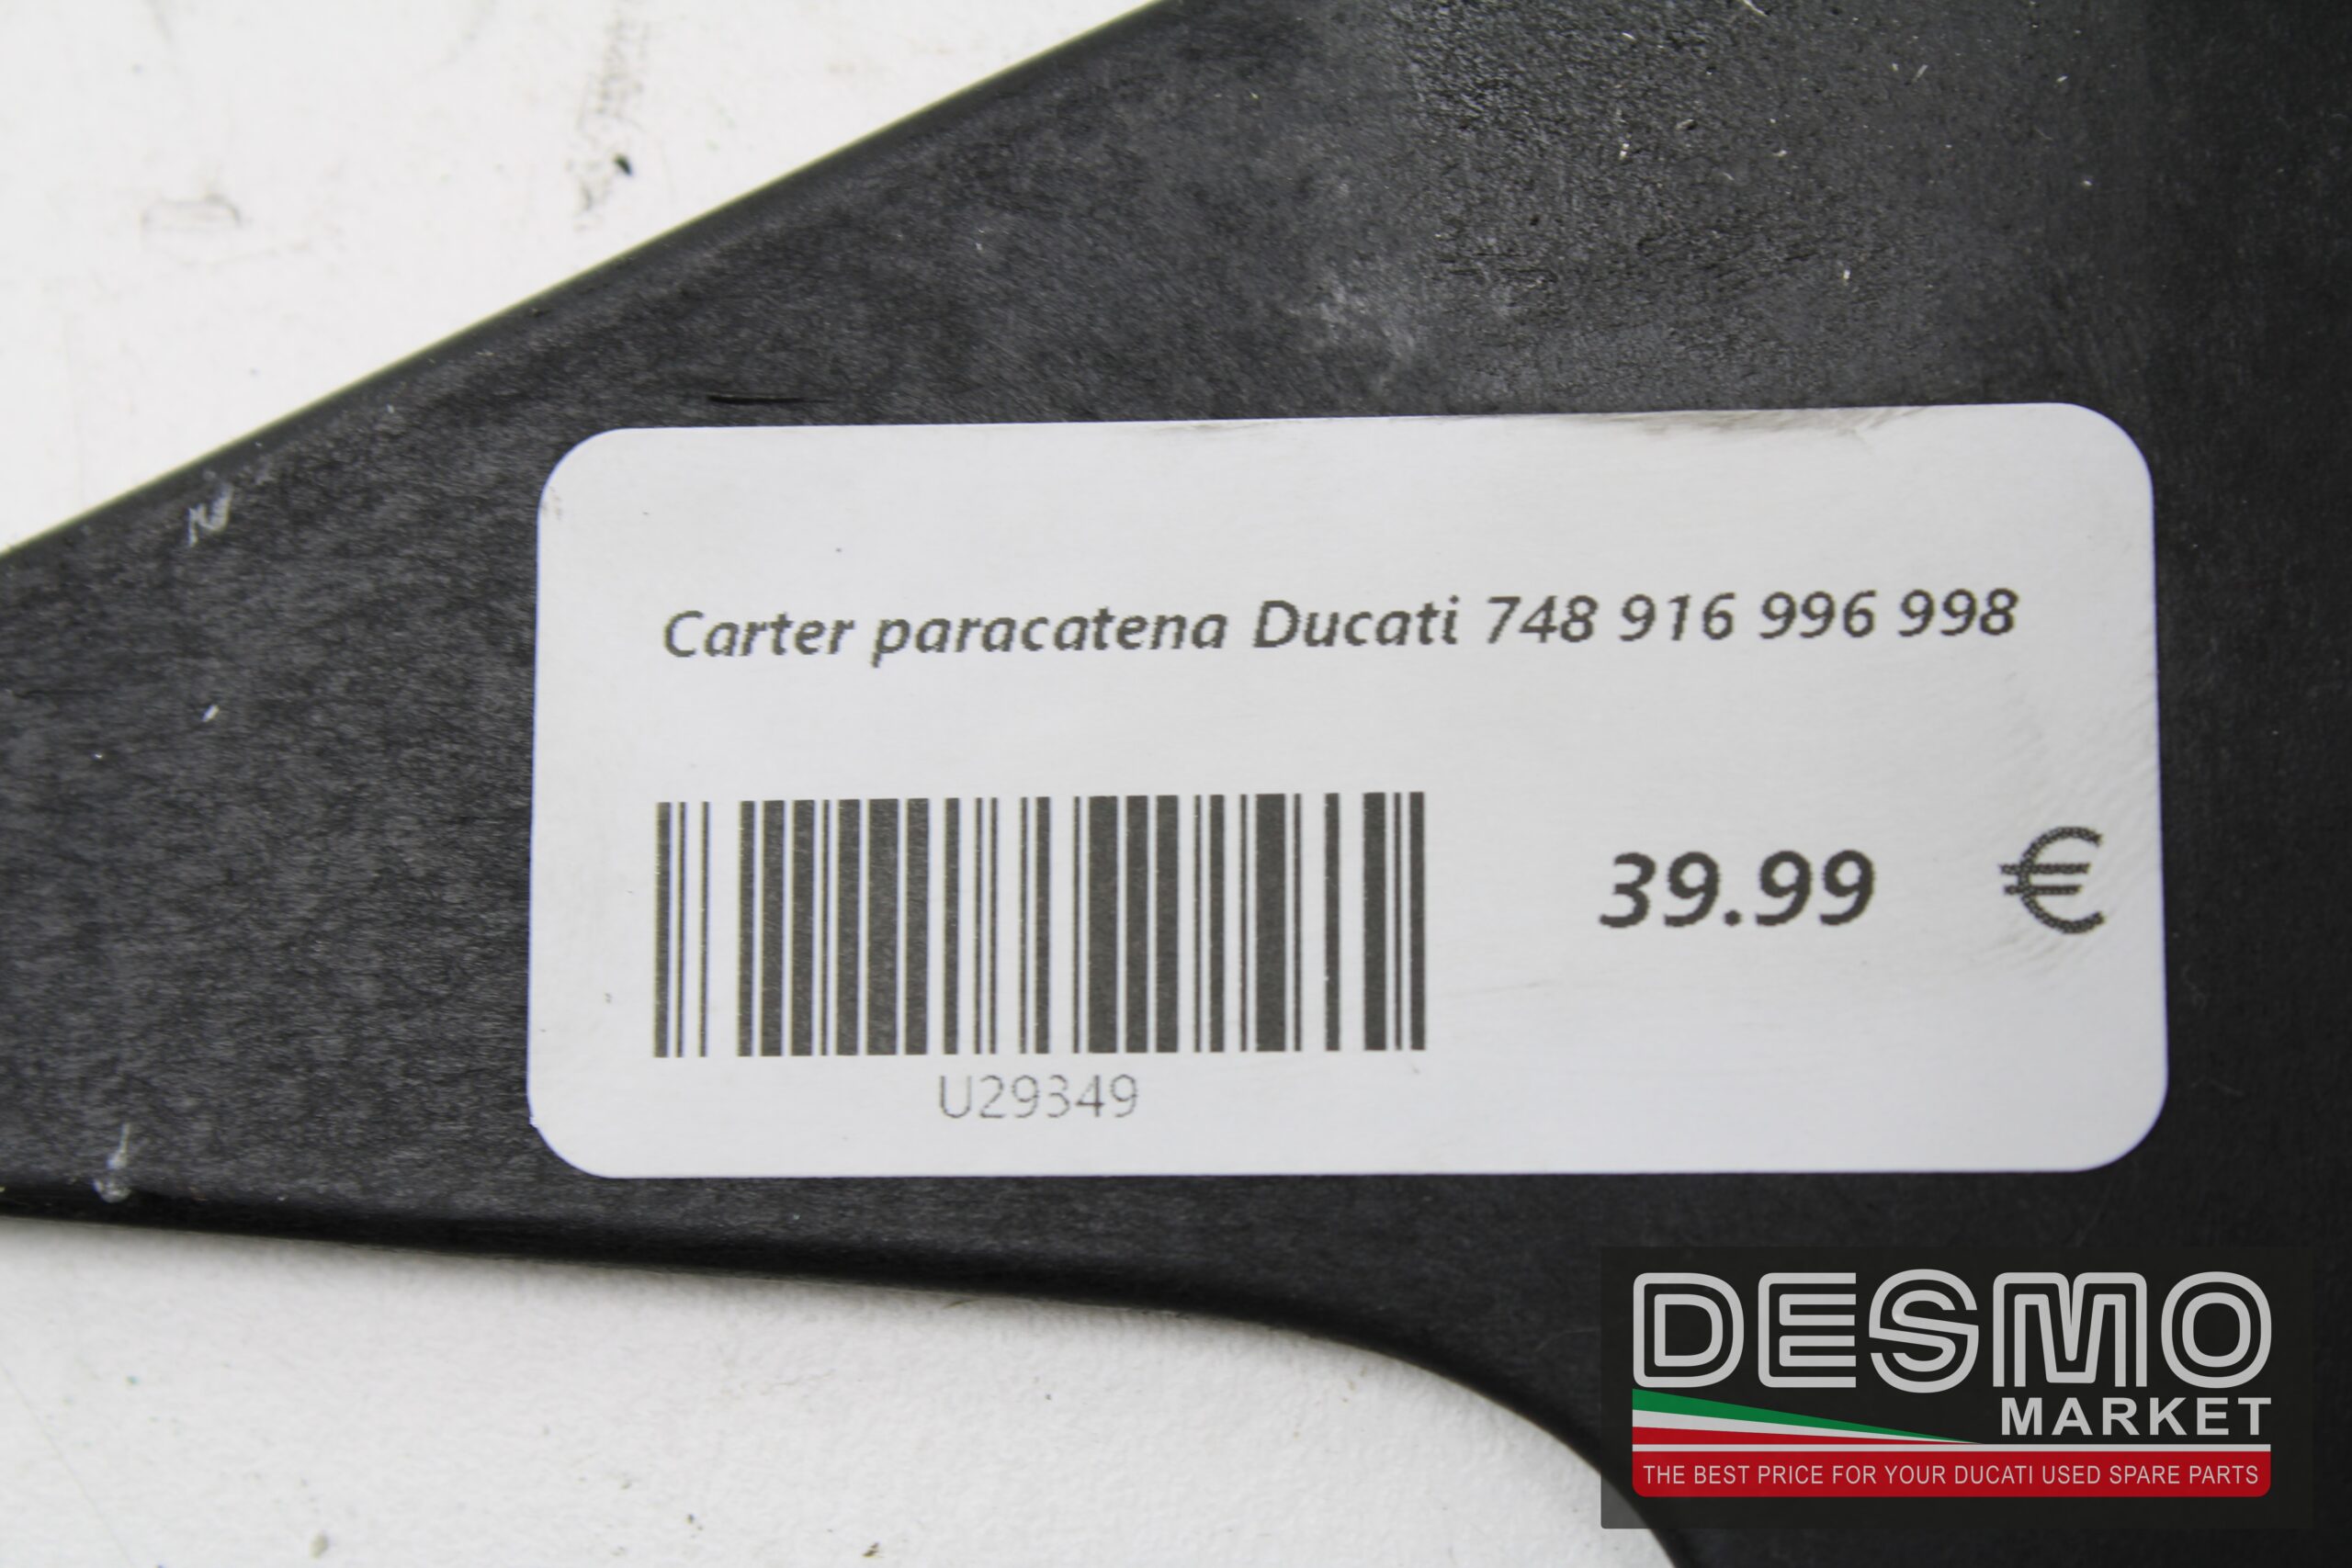 Carter paracatena Ducati 748 916 996 998
39.99 €
U29349
DESMO
MARKET
THE BEST PRICE FOR YOUR DUCATI USED SPARE PARTS